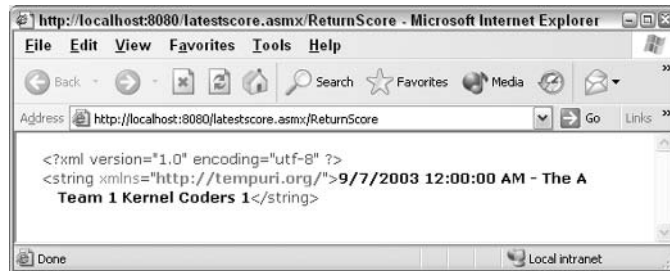 http://localhost:8080/latestscore.asmx/ReturnScore - Microsoft Internet Explorer
File Edit View Favorites Tools Help
Back Search Favorites Media
Address http://localhost:8080/latestscore.asmx/ReturnScore Go Links »
<?xml version="1.0" encoding="utf-8" ?>
<string xmlns="http://tempuri.org/">9/7/2003 12:00:00 AM - The A
Team 1 Kernel Coders 1</string>
Done Local intranet